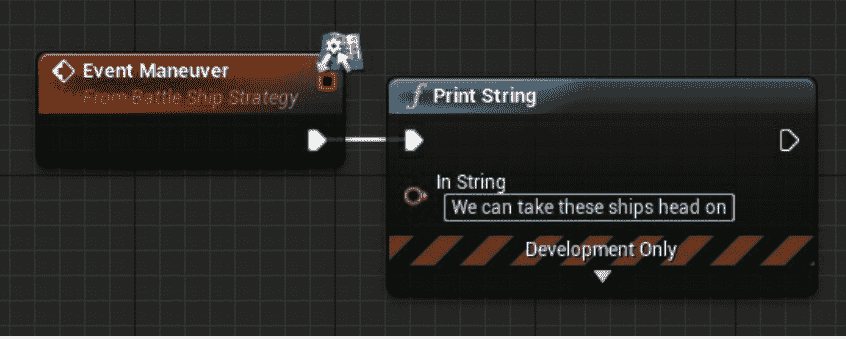 Event Maneuver
From Battle Ship Strategy
Print String
In String
We can take these ships head on
Development Only